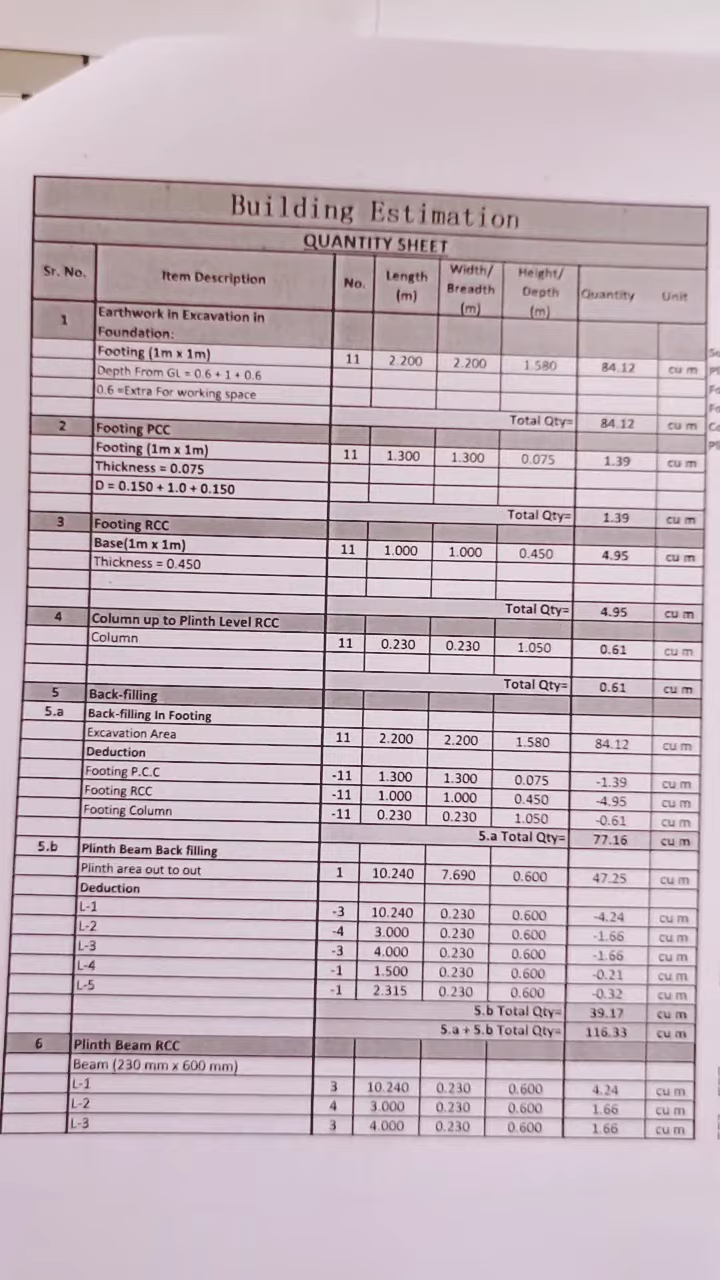 Building Estimation
QUANTITY SHEET
Sr. No. Item Description No. Length (m) Width/ Breadth (m) Height/ Depth (m) Quantity Unit
1 Earthwork in Excavation in Foundation:
Footing (1m x 1m) 11 2.200 2.200 1.580 84.12 cu m
Depth From GL = 0.6 + 1 + 0.6
0.6 =Extra For working space
Total Qty= 84.12 cu m
2 Footing PCC
Footing (1m x 1m) 11 1.300 1.300 0.075 1.39 cu m
Thickness = 0.075
D = 0.150 + 1.0 + 0.150
Total Qty= 1.39 cu m
3 Footing RCC
Base(1m x 1m) 11 1.000 1.000 0.450 4.95 cu m
Thickness = 0.450
Total Qty= 4.95 cu m
4 Column up to Plinth Level RCC
Column 11 0.230 0.230 1.050 0.61 cu m
Total Qty= 0.61 cu m
5 Back-filling
5.a Back-filling In Footing
Excavation Area 11 2.200 2.200 1.580 84.12 cu m
Deduction
Footing P.C.C -11 1.300 1.300 0.075 -1.39 cu m
Footing RCC -11 1.000 1.000 0.450 -4.95 cu m
Footing Column -11 0.230 0.230 1.050 -0.61 cu m
5.a Total Qty= 77.16 cu m
5.b Plinth Beam Back filling
Plinth area out to out 1 10.240 7.690 0.600 47.25 cu m
Deduction
L-1 -3 10.240 0.230 0.600 -4.24 cu m
L-2 -4 3.000 0.230 0.600 -1.66 cu m
L-3 -3 4.000 0.230 0.600 -1.66 cu m
L-4 -1 1.500 0.230 0.600 -0.21 cu m
L-5 -1 2.315 0.230 0.600 -0.32 cu m
5.b Total Qty= 39.17 cu m
5.a + 5.b Total Qty= 116.33 cu m
6 Plinth Beam RCC
Beam (230 mm x 600 mm)
L-1 3 10.240 0.230 0.600 4.24 cu m
L-2 4 3.000 0.230 0.600 1.66 cu m
L-3 3 4.000 0.230 0.600 1.66 cu m